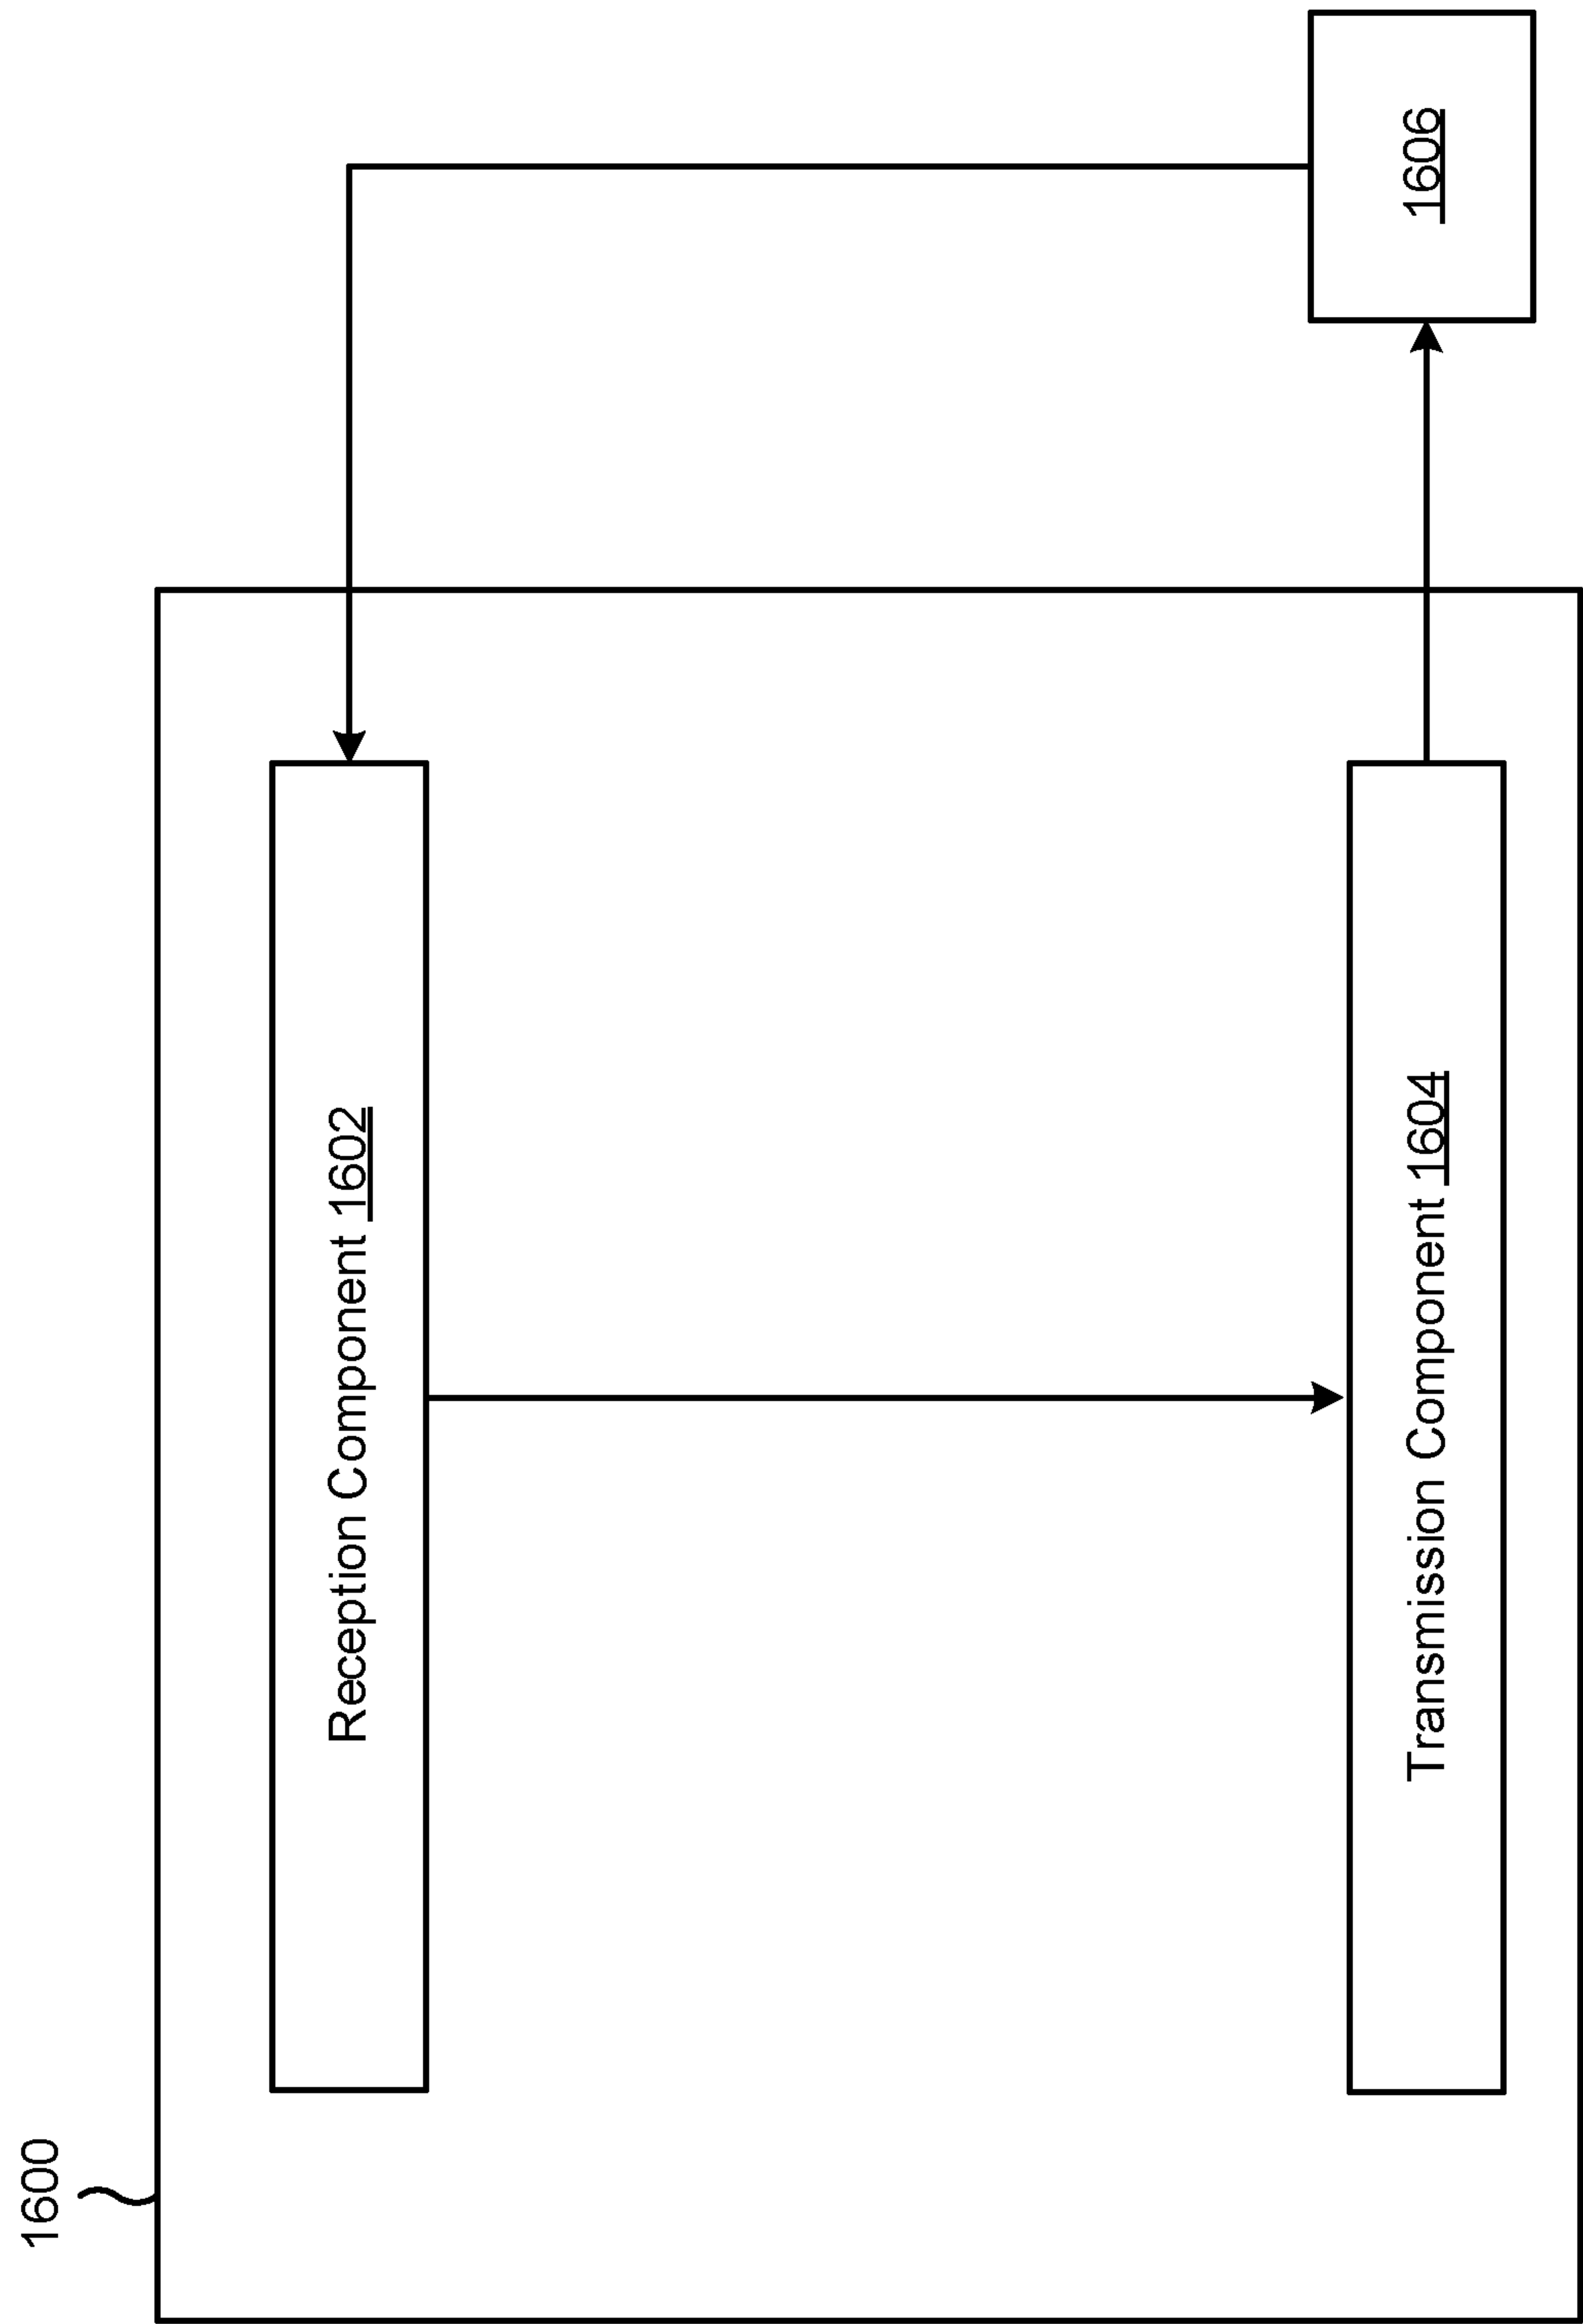 1600
Reception Component 1602
Transmission Component 1604
1606